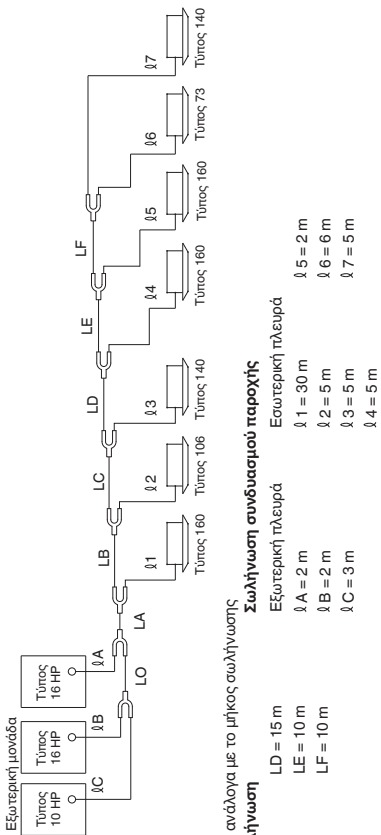 Εξωτερική μονάδα
Τύπος
10 HP
Τύπος
16 HP
Τύπος
16 HP
ℓC
ℓB
ℓA
LO
LA
LB
LC
LD
LE
LF
ℓ1
ℓ2
ℓ3
ℓ4
ℓ5
ℓ6
ℓ7
Τύπος 160
Τύπος 106
Τύπος 140
Τύπος 160
Τύπος 160
Τύπος 73
Τύπος 140
ανάλογα με το μήκος σωλήνωσης
λήνωση
LD = 15 m
LE = 10 m
LF = 10 m
Σωλήνωση συνδυασμού παροχής
Εξωτερική πλευρά
ℓA = 2 m
ℓB = 2 m
ℓC = 3 m
Εσωτερική πλευρά
ℓ1 = 30 m
ℓ2 = 5 m
ℓ3 = 5 m
ℓ4 = 5 m
ℓ5 = 2 m
ℓ6 = 6 m
ℓ7 = 5 m